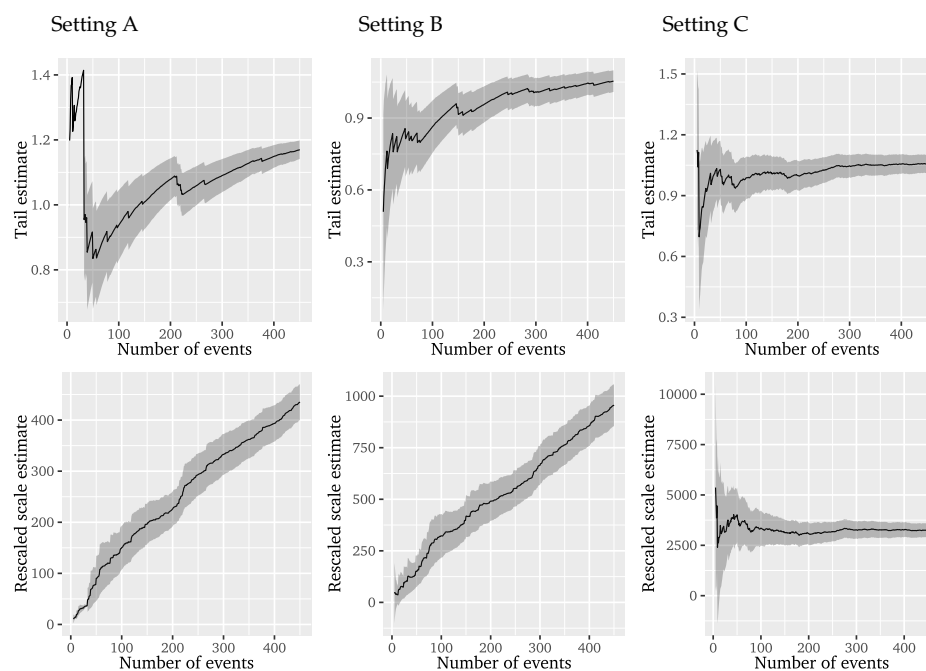 Setting A Setting B Setting C
1.4
1.2
1.0
0.8
Tail estimate
0 100 200 300 400
Number of events
0.9
0.6
0.3
Tail estimate
0 100 200 300 400
Number of events
1.5
1.2
0.9
0.6
0.3
Tail estimate
0 100 200 300 400
Number of events
400
300
200
100
0
Rescaled scale estimate
0 100 200 300 400
Number of events
1000
750
500
250
0
Rescaled scale estimate
0 100 200 300 400
Number of events
10000
7500
5000
2500
0
Rescaled scale estimate
0 100 200 300 400
Number of events